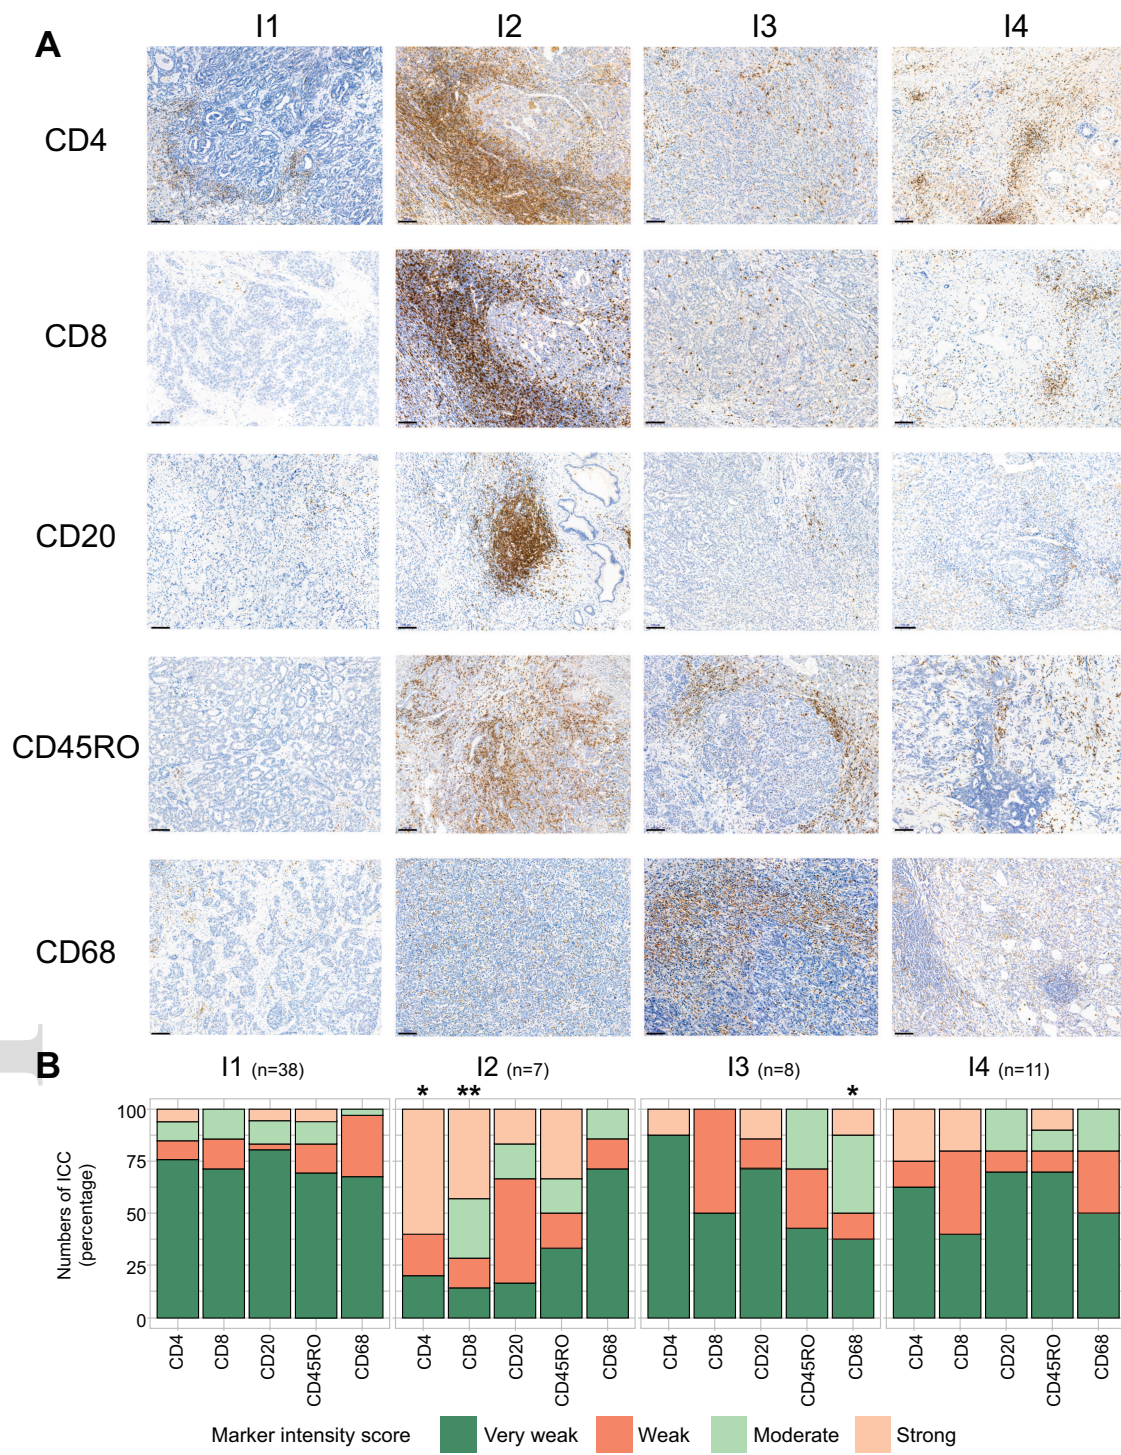 A
I1 I2 I3 I4
CD4
CD8
CD20
CD45RO
CD68
B
I1 (n=38) I2 (n=7) I3 (n=8) I4 (n=11)
* ** *
Numbers of ICC
(percentage)
100
75
50
25
0
CD4 CD8 CD20 CD45RO CD68 CD4 CD8 CD20 CD45RO CD68 CD4 CD8 CD20 CD45RO CD68 CD4 CD8 CD20 CD45RO CD68
Marker intensity score Very weak Weak Moderate Strong